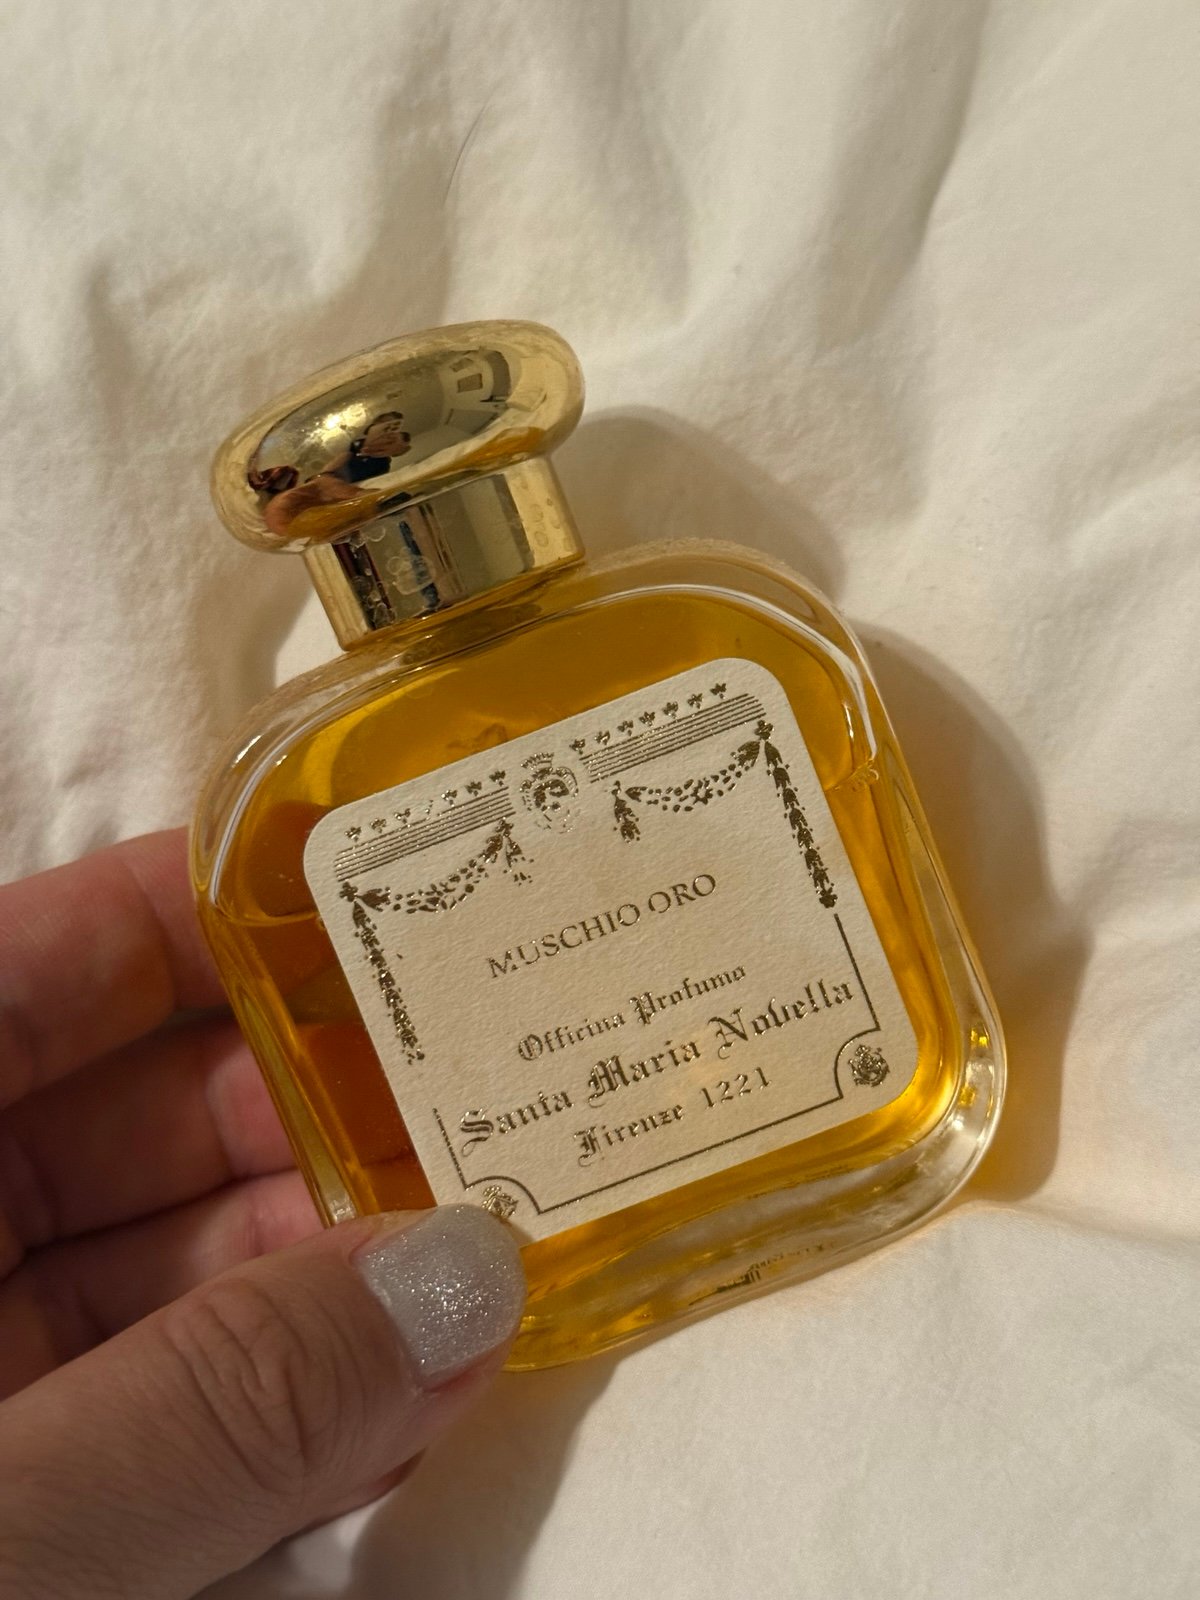 MUSCHIO ORO
Officina Profumo
Santa Maria Novella
Firenze 1221